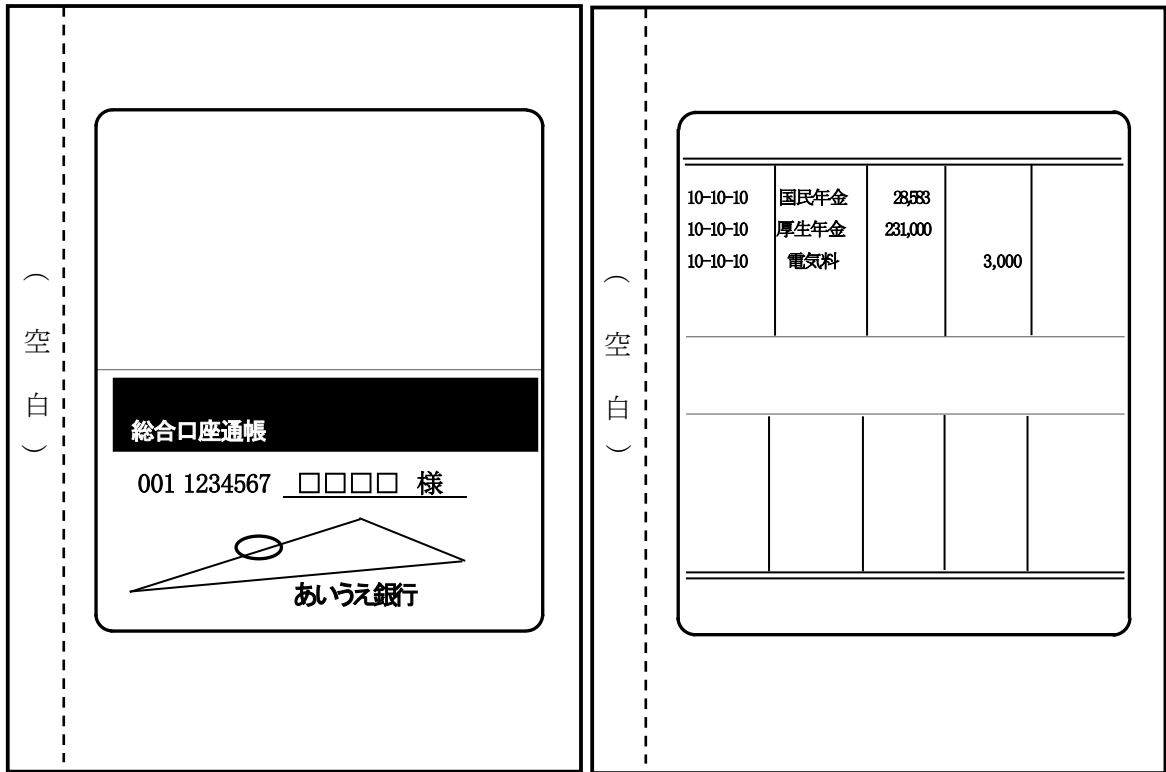 （空白）
総合口座通帳
001 1234567 □□□□ 様
あいうえ銀行
（空白）
10-10-10 国民年金 28,583
10-10-10 厚生年金 231,000
10-10-10 電気料 3,000